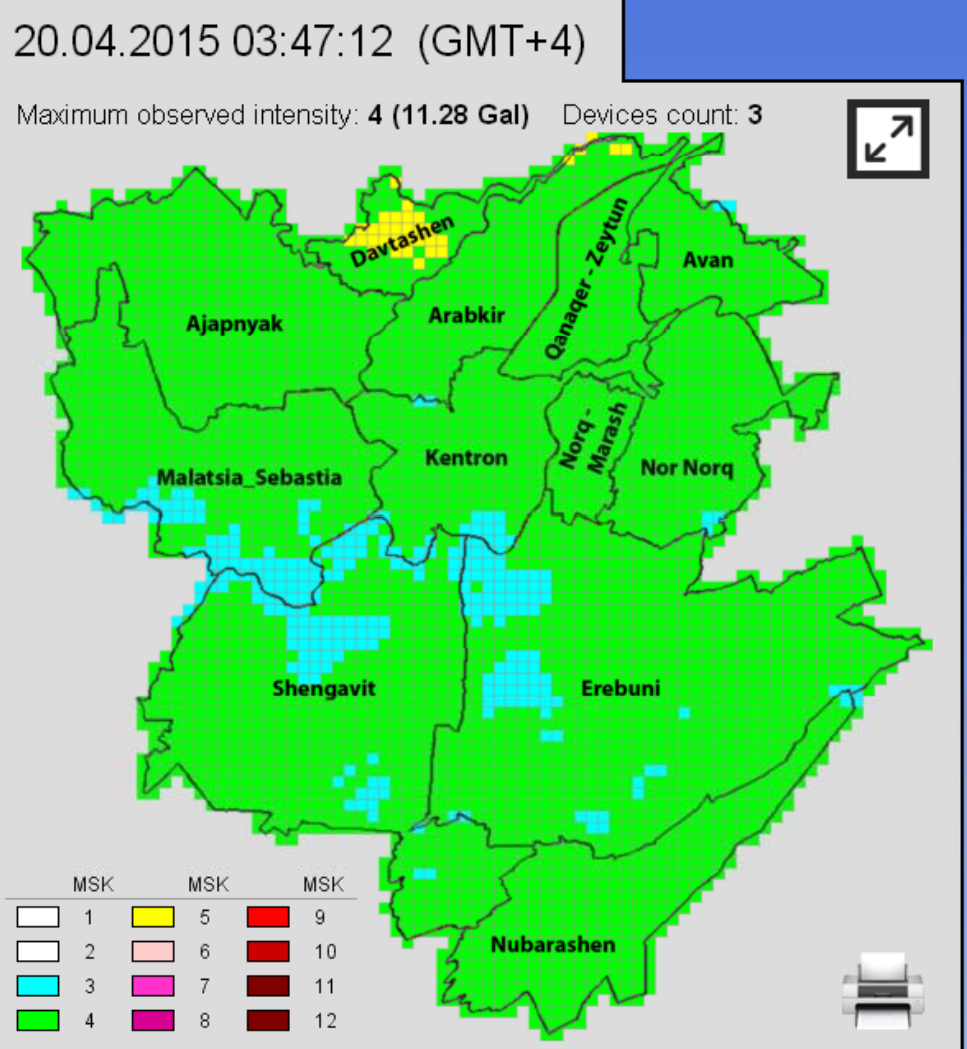 20.04.2015 03:47:12 (GMT+4)
Maximum observed intensity: 4 (11.28 Gal) Devices count: 3
Davtashen
Qanaqer - Zeytun
Avan
Ajapnyak
Arabkir
Norq -
Marash
Kentron
Nor Norq
Malatsia_Sebastia
Shengavit
Erebuni
Nubarashen
MSK MSK MSK
1 5 9
2 6 10
3 7 11
4 8 12